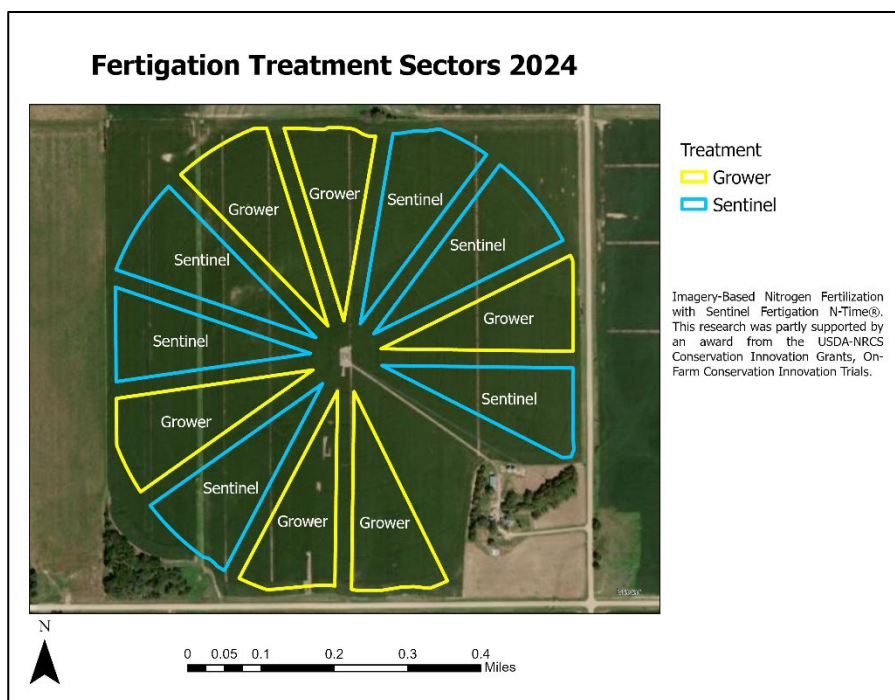 Fertigation Treatment Sectors 2024
Treatment
Grower
Sentinel
Grower
Grower
Sentinel
Sentinel
Sentinel
Grower
Sentinel
Sentinel
Grower
Sentinel
Grower
Grower
Imagery-Based Nitrogen Fertilization
with Sentinel Fertigation N-Time®.
This research was partly supported by
an award from the USDA-NRCS
Conservation Innovation Grants, On-
Farm Conservation Innovation Trials.
N
0 0.05 0.1 0.2 0.3 0.4
Miles